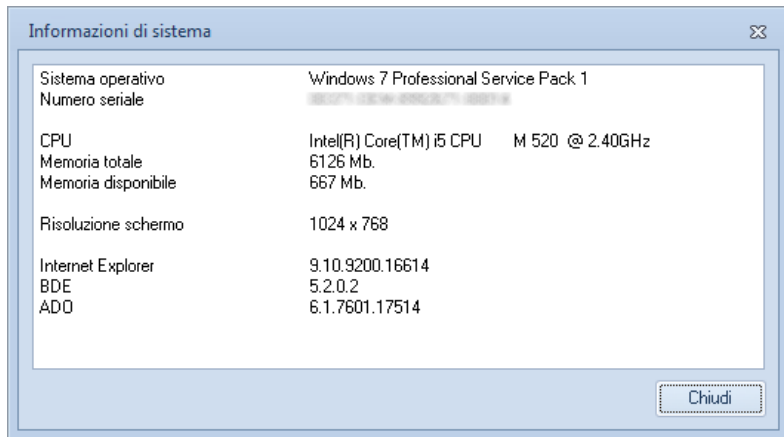 Informazioni di sistema
Sistema operativo Windows 7 Professional Service Pack 1
Numero seriale
CPU Intel(R) Core(TM) i5 CPU M 520 @ 2.40GHz
Memoria totale 6126 Mb.
Memoria disponibile 667 Mb.
Risoluzione schermo 1024 x 768
Internet Explorer 9.10.9200.16614
BDE 5.2.0.2
ADO 6.1.7601.17514
Chiudi